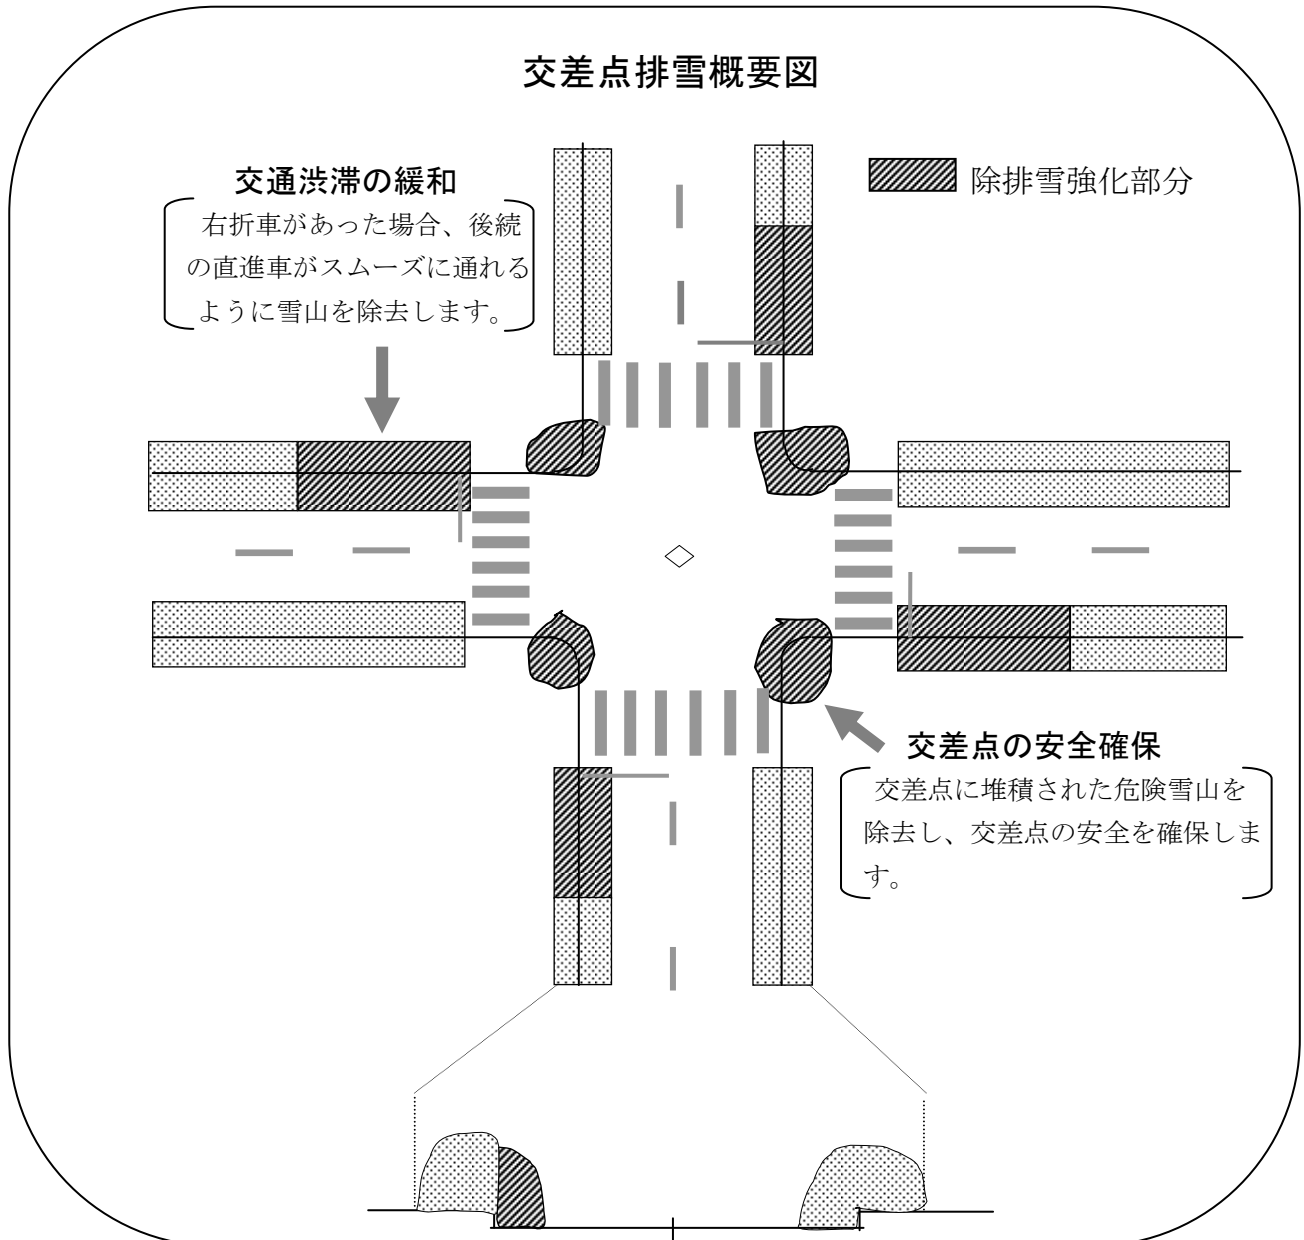 交差点排雪概要図
交通渋滞の緩和
右折車があった場合、後続
の直進車がスムーズに通れる
ように雪山を除去します。
除排雪強化部分
交差点の安全確保
交差点に堆積された危険雪山を
除去し、交差点の安全を確保しま
す。